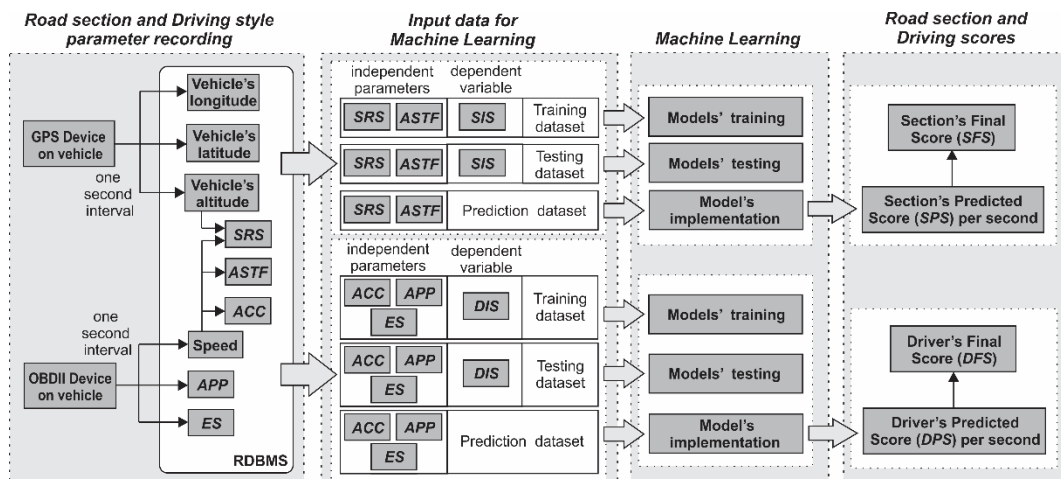 Road section and Driving style
parameter recording
GPS Device
on vehicle
one
second
interval
Vehicle's
longitude
Vehicle's
latitude
Vehicle's
altitude
SRS
ASTF
ACC
one
second
interval
Speed
OBDII Device
on vehicle
APP
ES
RDBMS
Input data for
Machine Learning
independent
parameters
dependent
variable
SRS ASTF SIS Training
dataset
SRS ASTF SIS Testing
dataset
SRS ASTF Prediction dataset
independent
parameters
dependent
variable
ACC APP
ES
DIS
Training
dataset
ACC APP
ES
DIS
Testing
dataset
ACC APP
ES
Prediction dataset
Machine Learning
Models' training
Models' testing
Model's
implementation
Models' training
Models' testing
Model's
implementation
Road section and
Driving scores
Section's Final
Score (SFS)
Section's Predicted
Score (SPS) per second
Driver's Final
Score (DFS)
Driver's Predicted
Score (DPS) per second